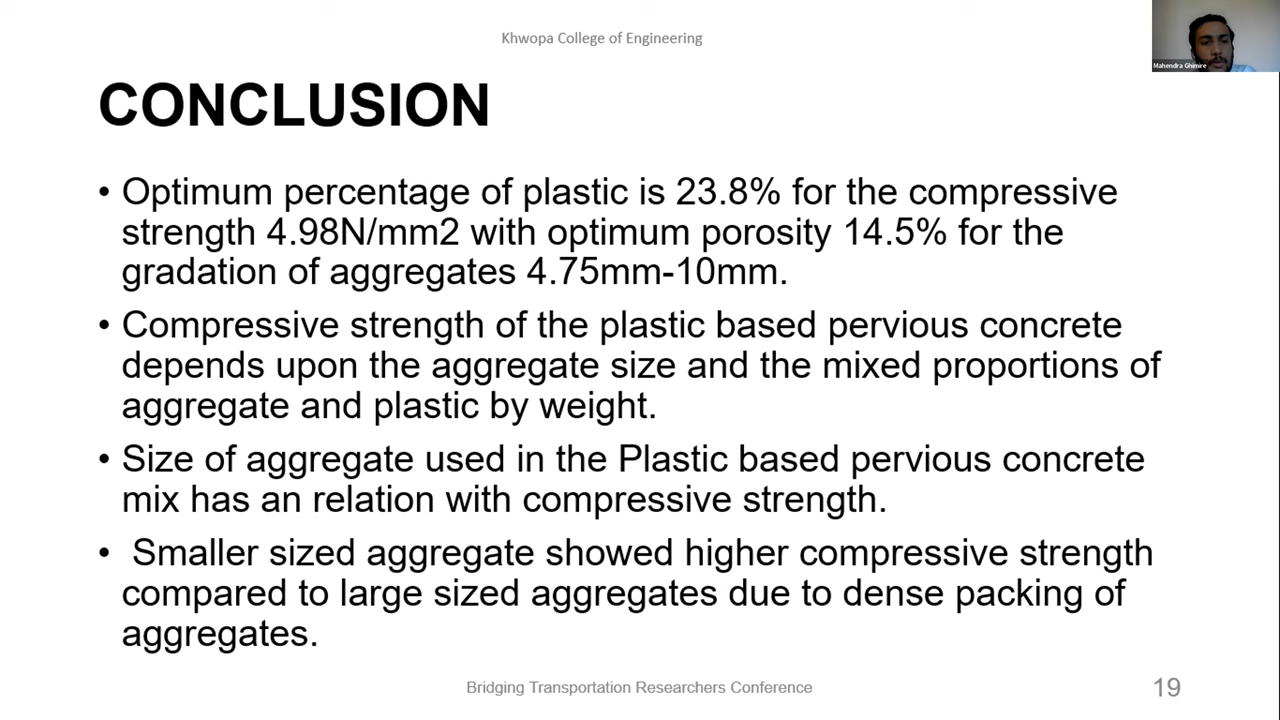 Khwopa College of Engineering
Mahendra Ghimire
CONCLUSION
• Optimum percentage of plastic is 23.8% for the compressive
strength 4.98N/mm2 with optimum porosity 14.5% for the
gradation of aggregates 4.75mm-10mm.
• Compressive strength of the plastic based pervious concrete
depends upon the aggregate size and the mixed proportions of
aggregate and plastic by weight.
• Size of aggregate used in the Plastic based pervious concrete
mix has an relation with compressive strength.
• Smaller sized aggregate showed higher compressive strength
compared to large sized aggregates due to dense packing of
aggregates.
Bridging Transportation Researchers Conference
19